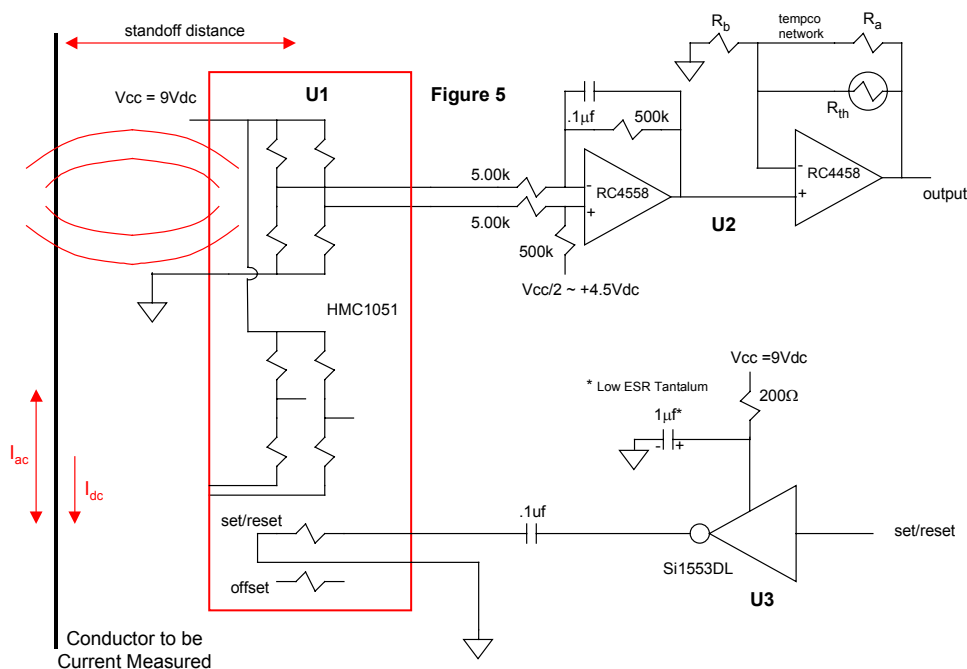 standoff distance
Vcc = 9Vdc
U1
Figure 5
R_b
tempco
network
R_a
R_th
.1μf
500k
5.00k
5.00k
-
+
RC4558
500k
Vcc/2 ~ +4.5Vdc
U2
-
+
RC4458
output
HMC1051
Vcc =9Vdc
* Low ESR Tantalum
200Ω
1μf*
- +
I_ac
I_dc
set/reset
.1uf
set/reset
Si1553DL
offset
U3
Conductor to be
Current Measured